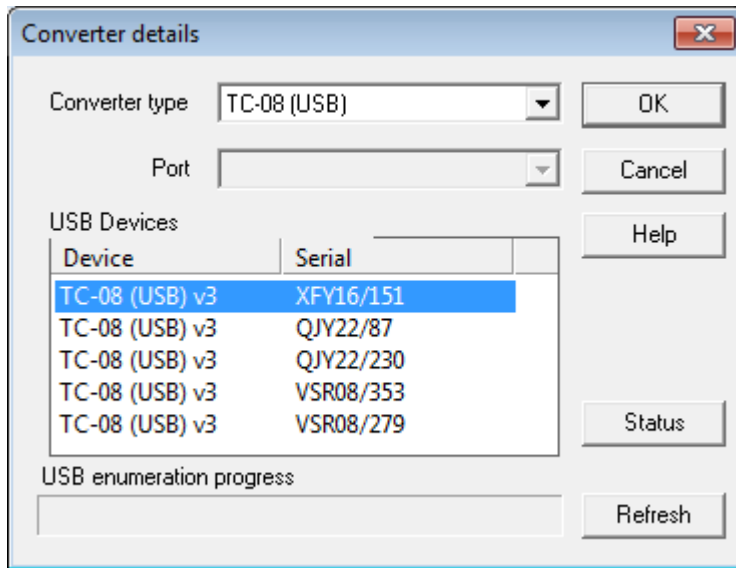 Converter details
Converter type TC-08 (USB) OK
Port Cancel
USB Devices Help
Device Serial
TC-08 (USB) v3 XFY16/151
TC-08 (USB) v3 QJY22/87
TC-08 (USB) v3 QJY22/230
TC-08 (USB) v3 VSR08/353
TC-08 (USB) v3 VSR08/279
Status
USB enumeration progress
Refresh